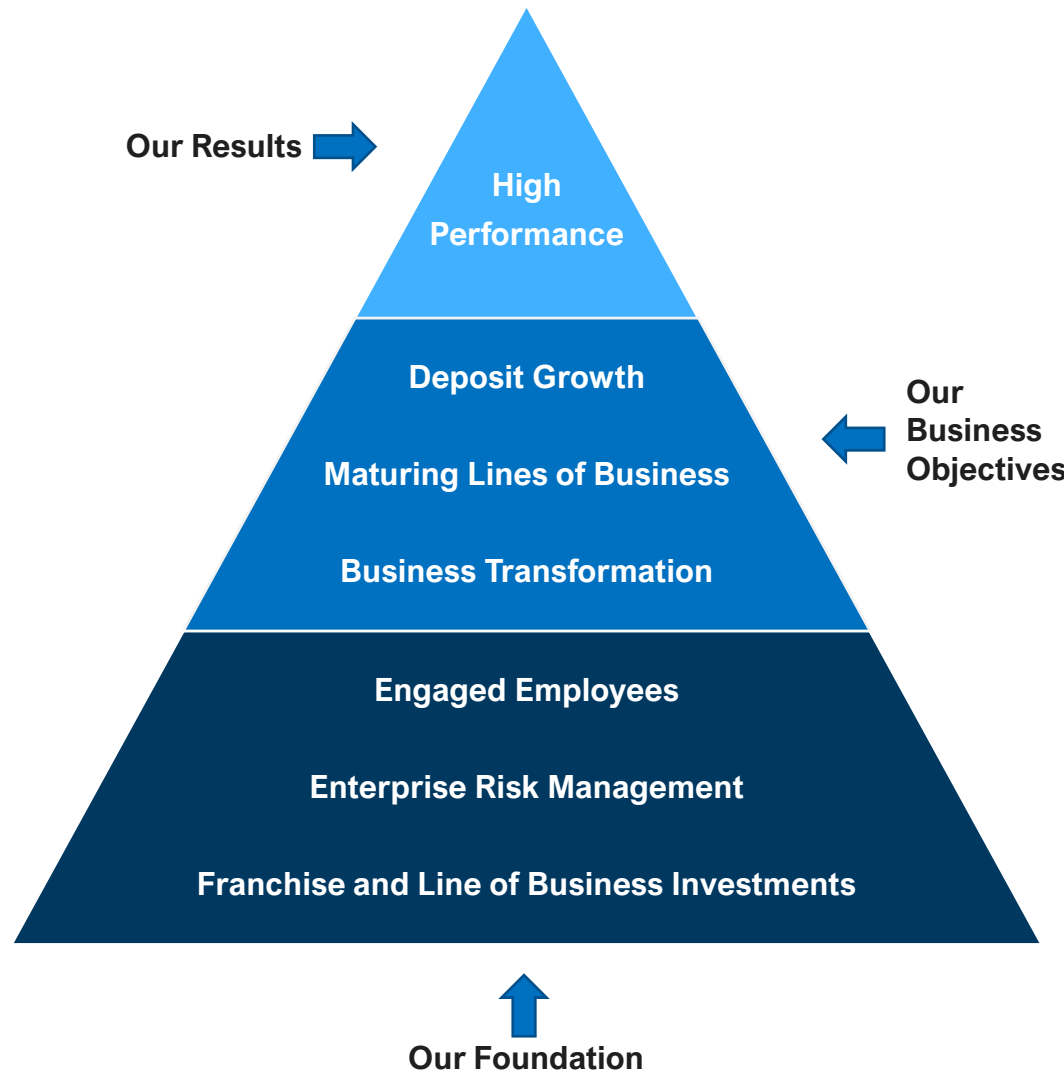 Our Results
High
Performance
Deposit Growth
Our
Business
Objectives
Maturing Lines of Business
Business Transformation
Engaged Employees
Enterprise Risk Management
Franchise and Line of Business Investments
Our Foundation